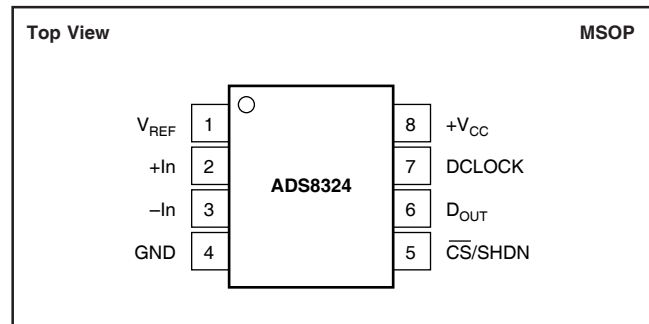 Top View MSOP
V_REF 1 8 +V_CC
+In 2 7 DCLOCK
ADS8324
–In 3 6 D_OUT
GND 4 5 C̅S̅/SHDN